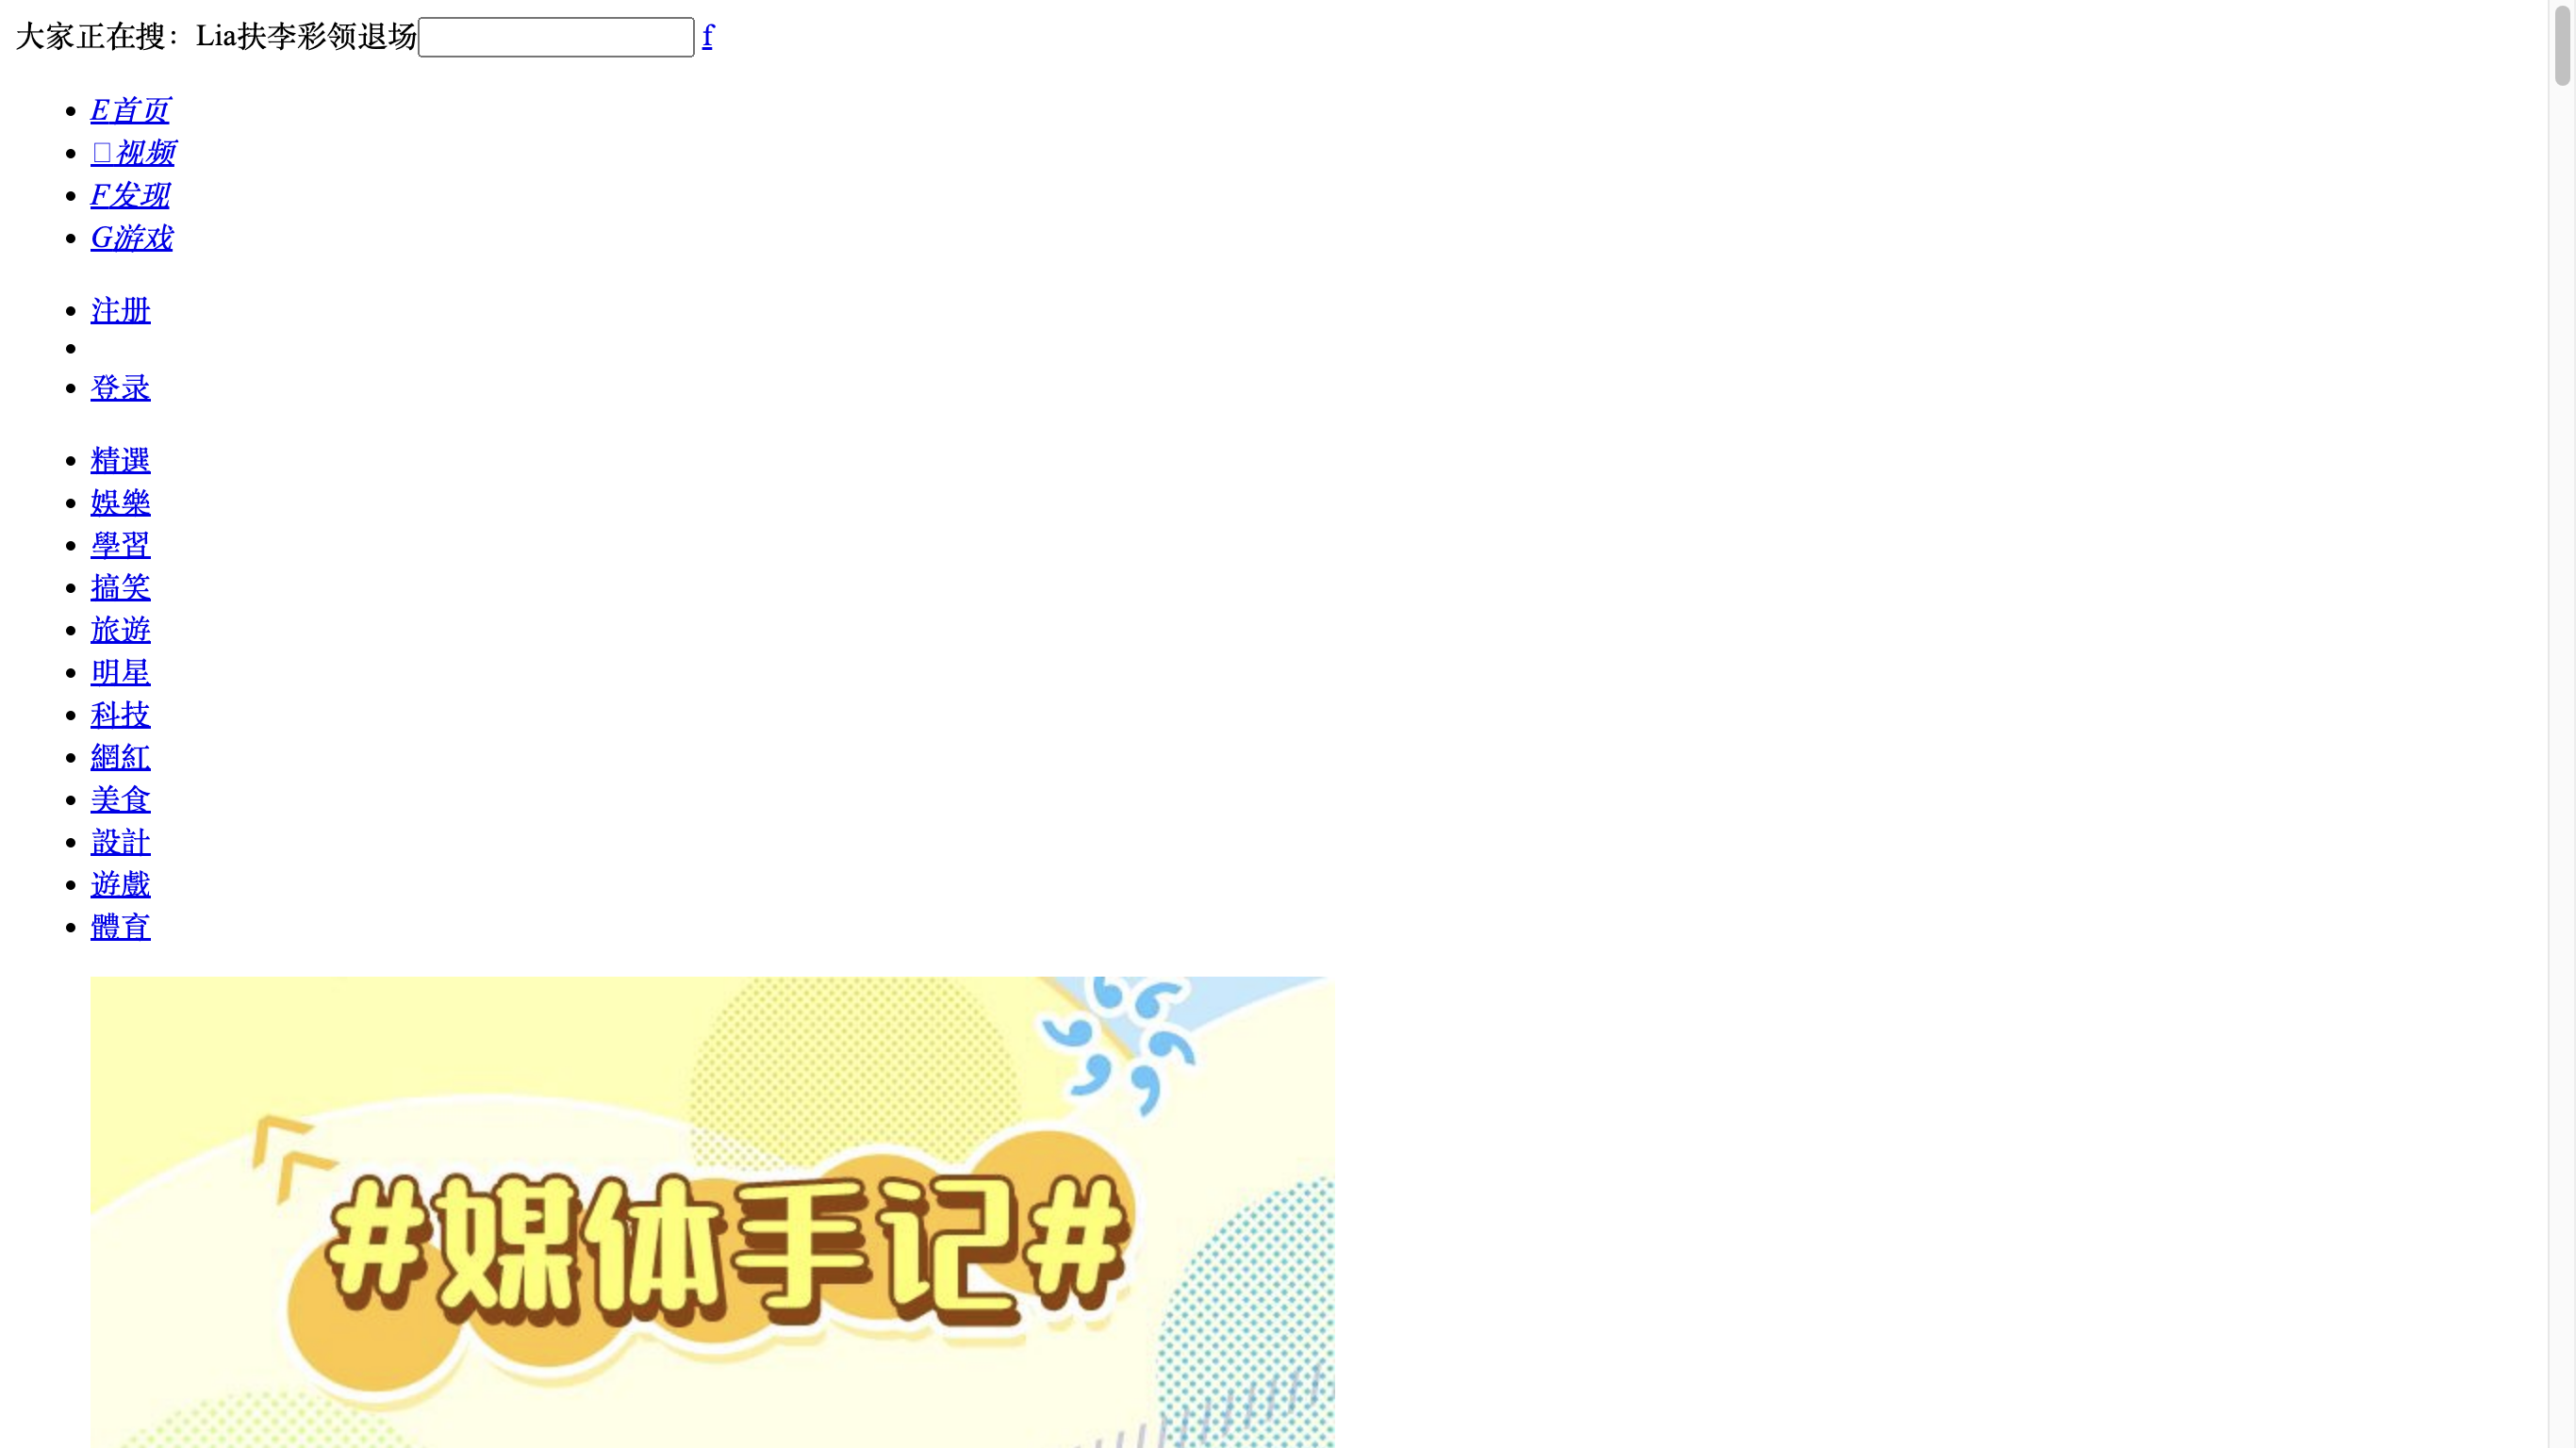 大家正在搜：Lia扶李彩领退场 f
E首页
视频
F发现
G游戏
注册
登录
精選
娛樂
學習
搞笑
旅遊
明星
科技
網紅
美食
設計
遊戲
體育
#媒体手记#